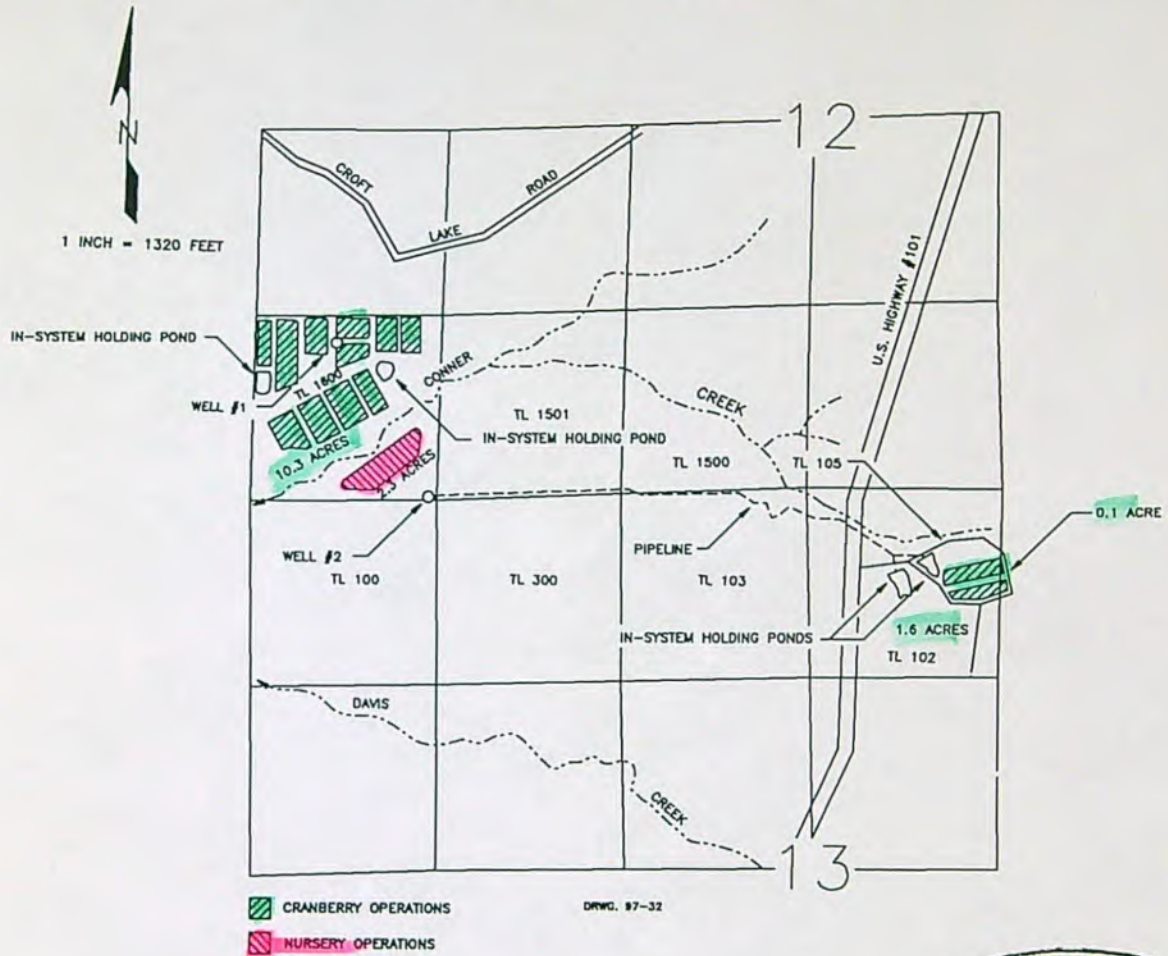 N
1 INCH = 1320 FEET
12
CROFT
LAKE
ROAD
U.S. HIGHWAY #101
IN-SYSTEM HOLDING POND
WELL #1
TL 1600
CONNER
CREEK
TL 1501
IN-SYSTEM HOLDING POND
TL 1500
TL 105
10.3 ACRES
2.3 ACRES
0.1 ACRE
WELL #2
PIPELINE
TL 100
TL 300
TL 103
IN-SYSTEM HOLDING PONDS
1.6 ACRES
TL 102
DAVIS
CREEK
13
CRANBERRY OPERATIONS
DRWG. 97-32
NURSERY OPERATIONS